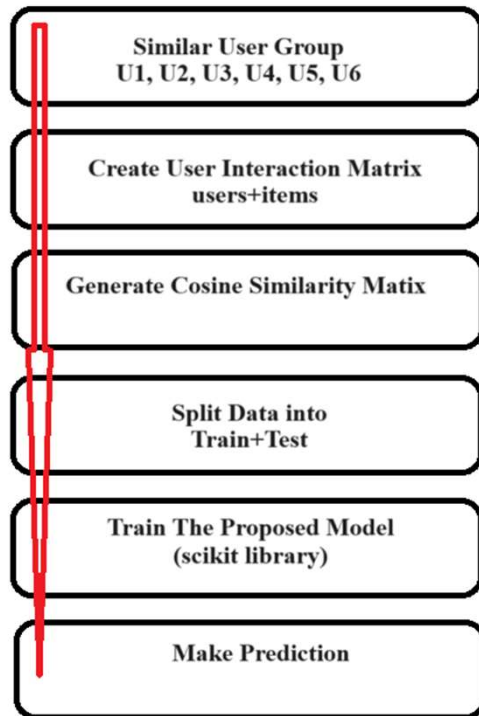 Similar User Group
U1, U2, U3, U4, U5, U6
Create User Interaction Matrix
users+items
Generate Cosine Similarity Matix
Split Data into
Train+Test
Train The Proposed Model
(scikit library)
Make Prediction